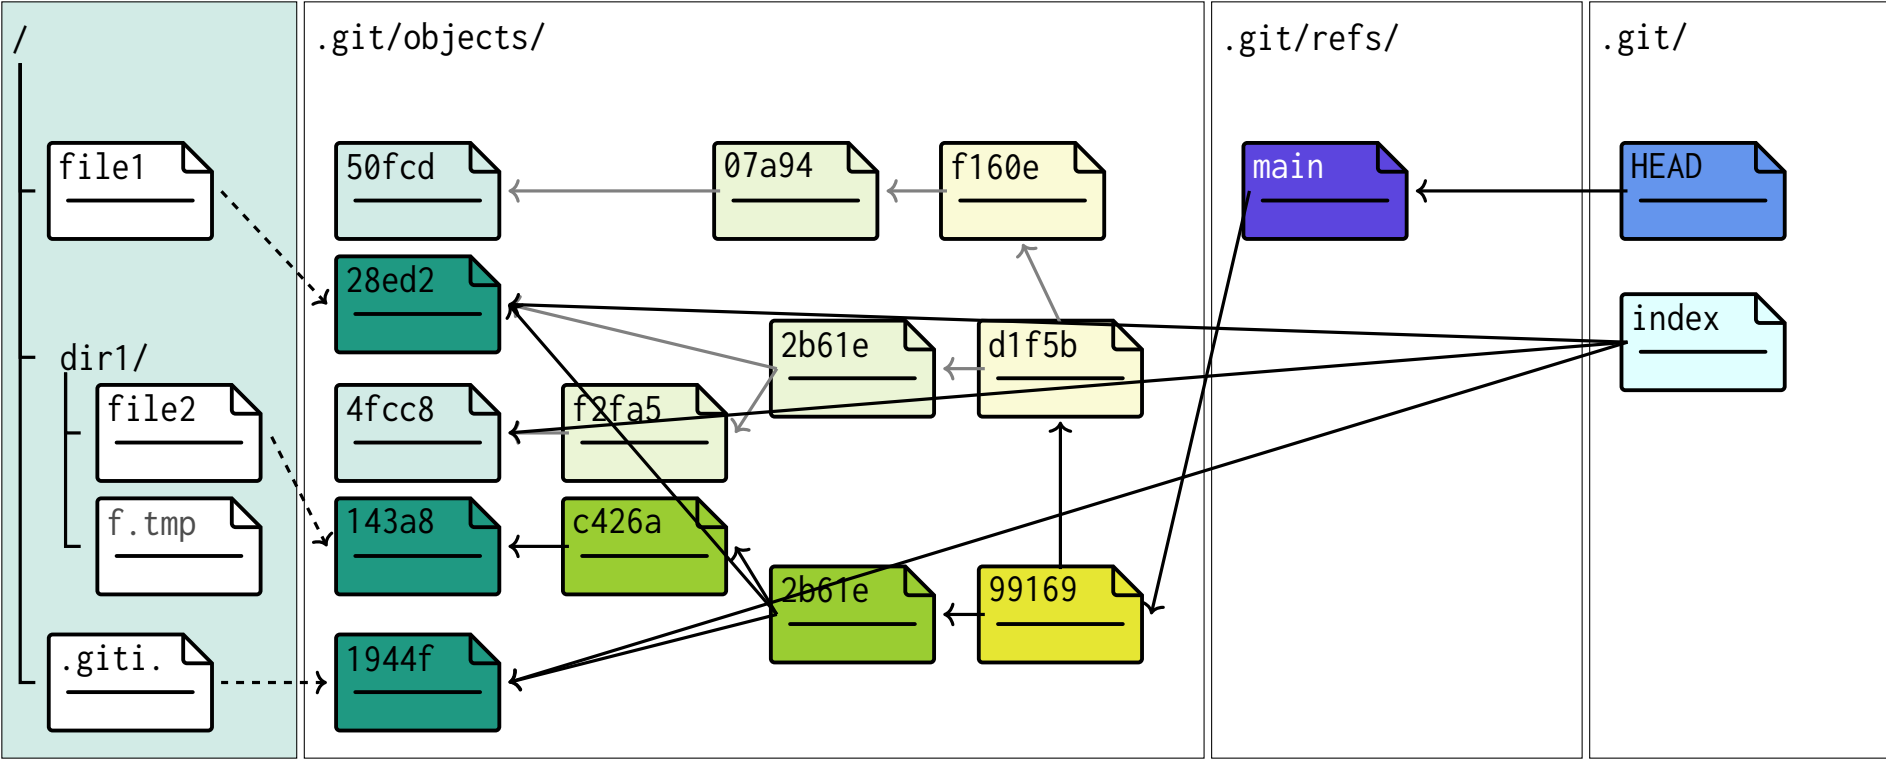 /
.git/objects/
.git/refs/
.git/
file1
50fcd
07a94
f160e
main
HEAD
28ed2
index
dir1/
2b61e
d1f5b
file2
4fcc8
f2fa5
f.tmp
143a8
c426a
2b61e
99169
.giti.
1944f